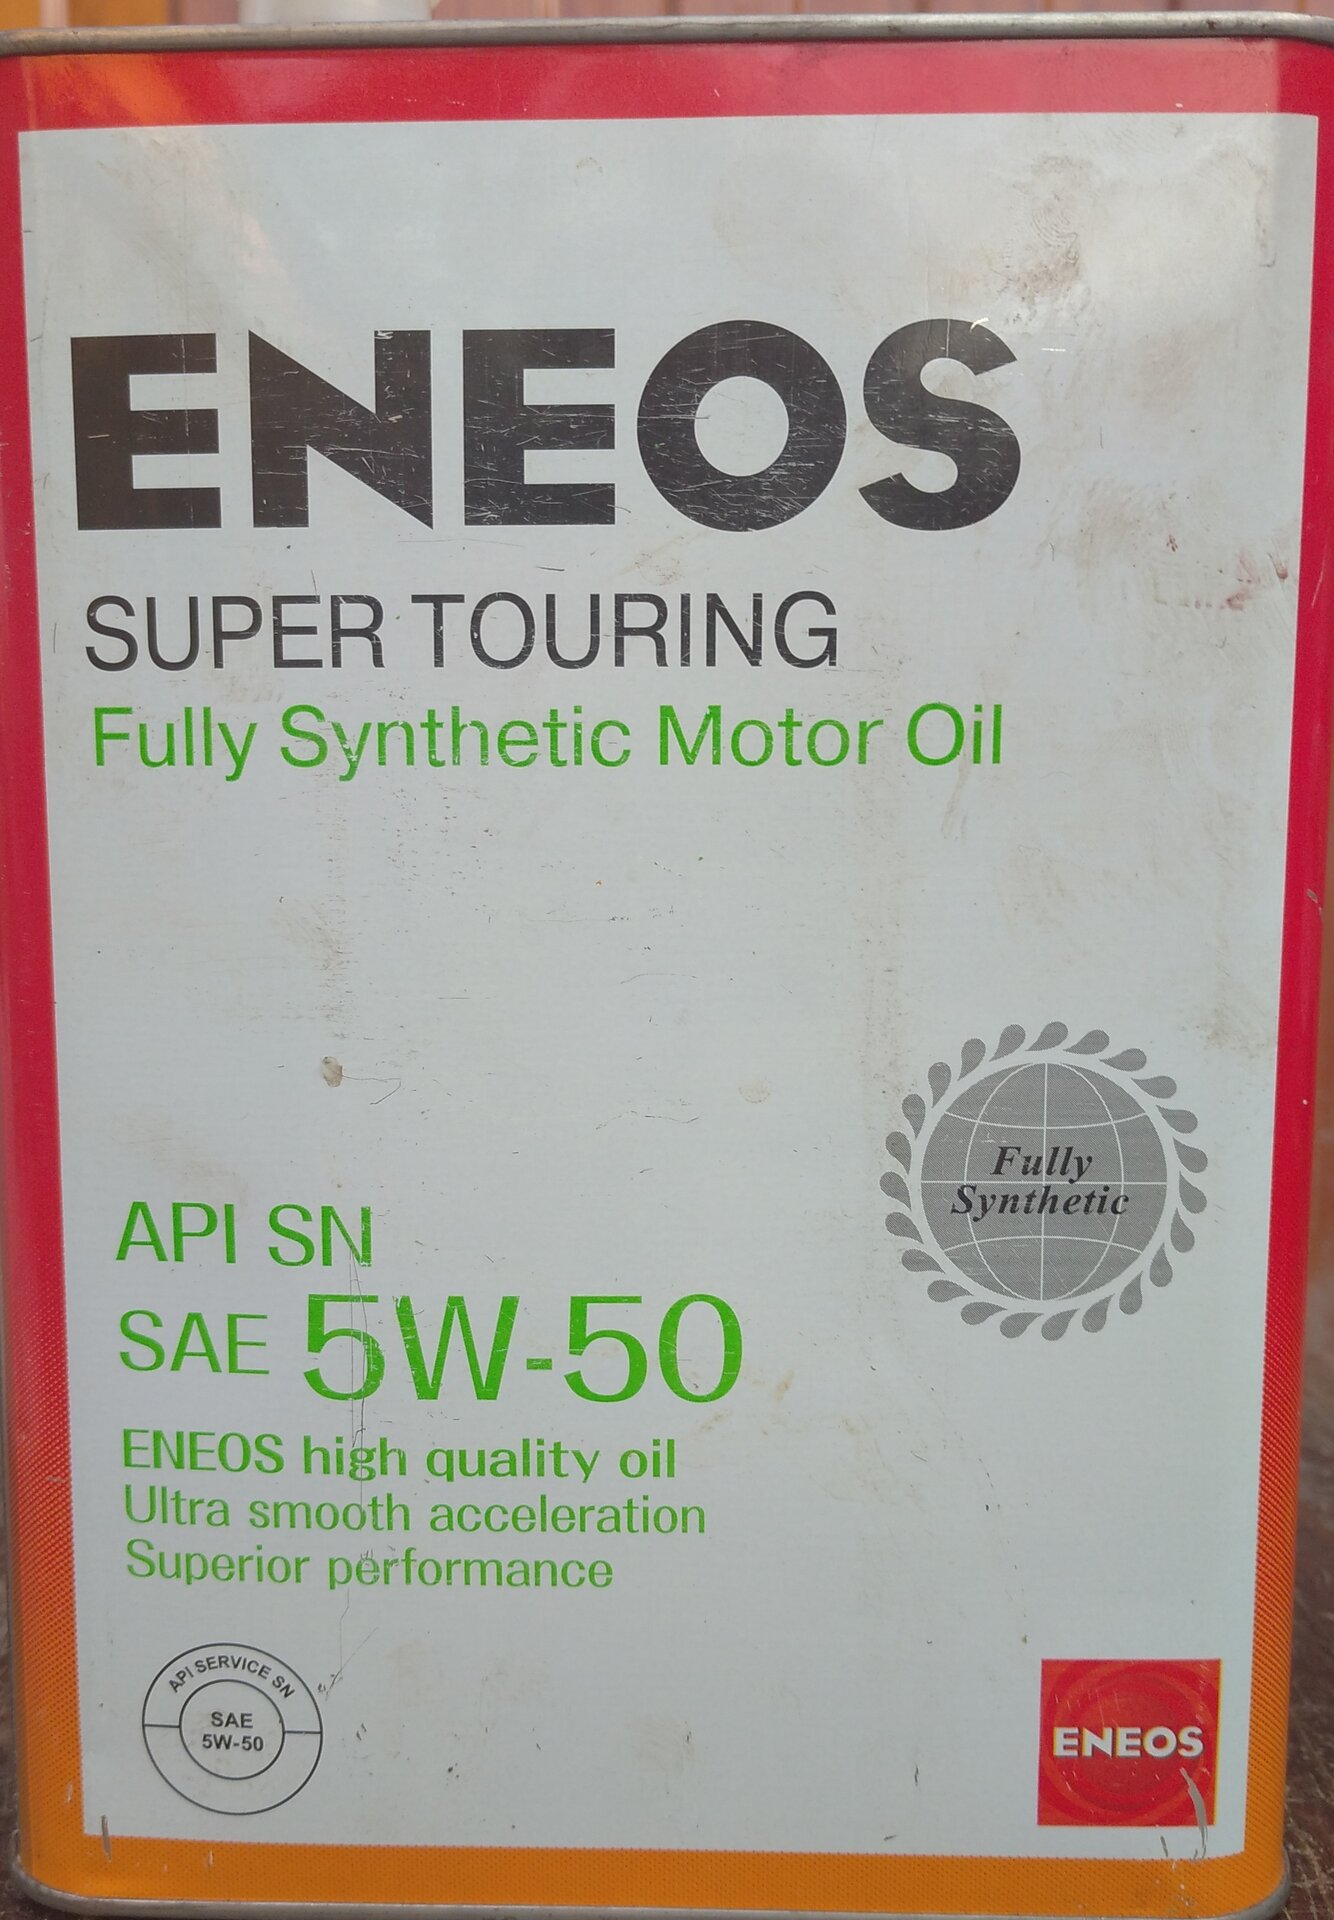 ENEOS
SUPER TOURING
Fully Synthetic Motor Oil
Fully
Synthetic
API SN
SAE 5W-50
ENEOS high quality oil
Ultra smooth acceleration
Superior performance
API SERVICE SN
SAE
5W-50
ENEOS